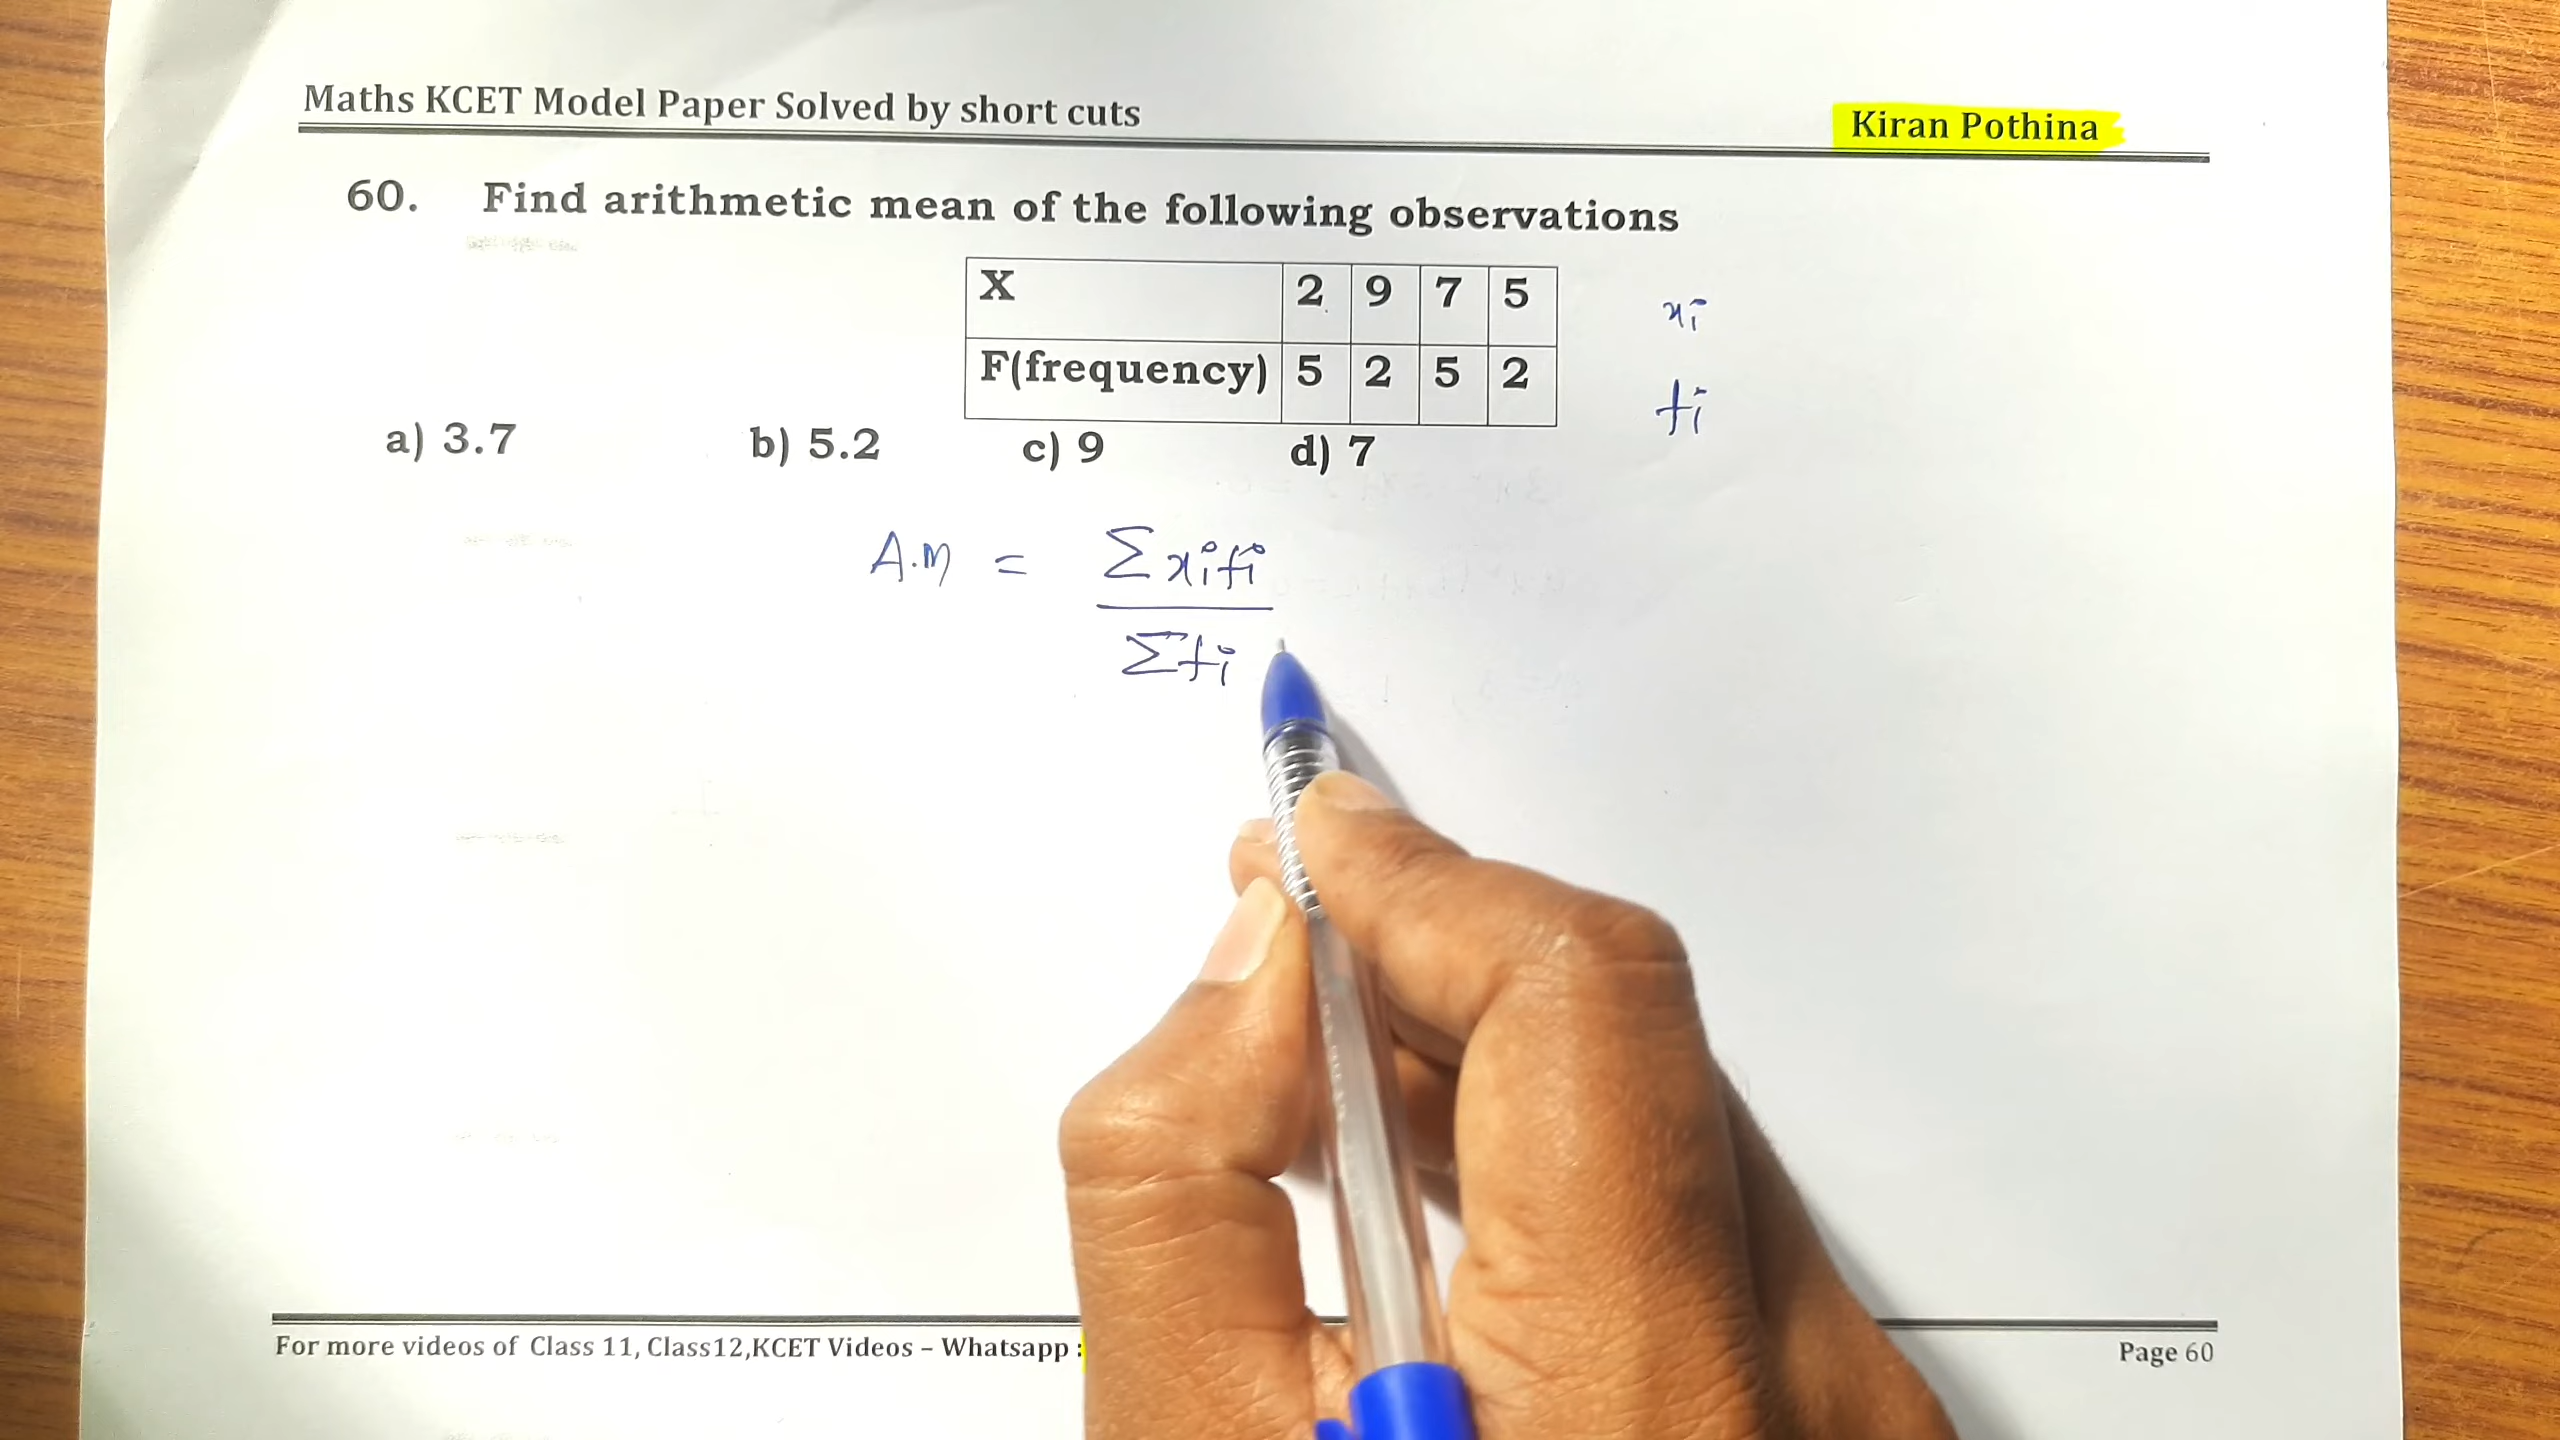 Maths KCET Model Paper Solved by short cuts
Kiran Pothina
60. Find arithmetic mean of the following observations
X 2 9 7 5
xi
F(frequency) 5 2 5 2
fi
a) 3.7 b) 5.2 c) 9 d) 7
A.M = Σxifi
Σfi
For more videos of Class 11, Class12,KCET Videos – Whatsapp :
Page 60